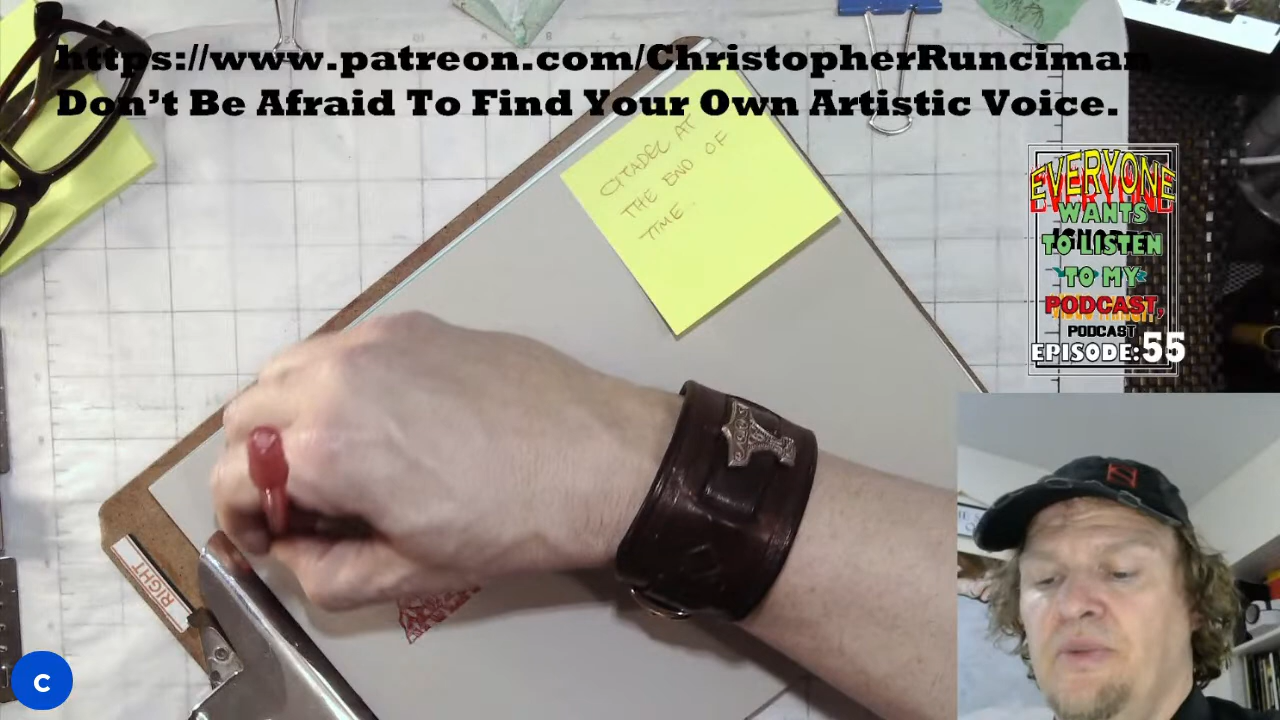 https://www.patreon.com/ChristopherRunciman
Don't Be Afraid To Find Your Own Artistic Voice.
CITADEL AT
THE END OF
TIME.
EVERYONE
WANTS
TO LISTEN
TO MY
PODCAST,
PODCAST
EPISODE:55
RIGHT
C